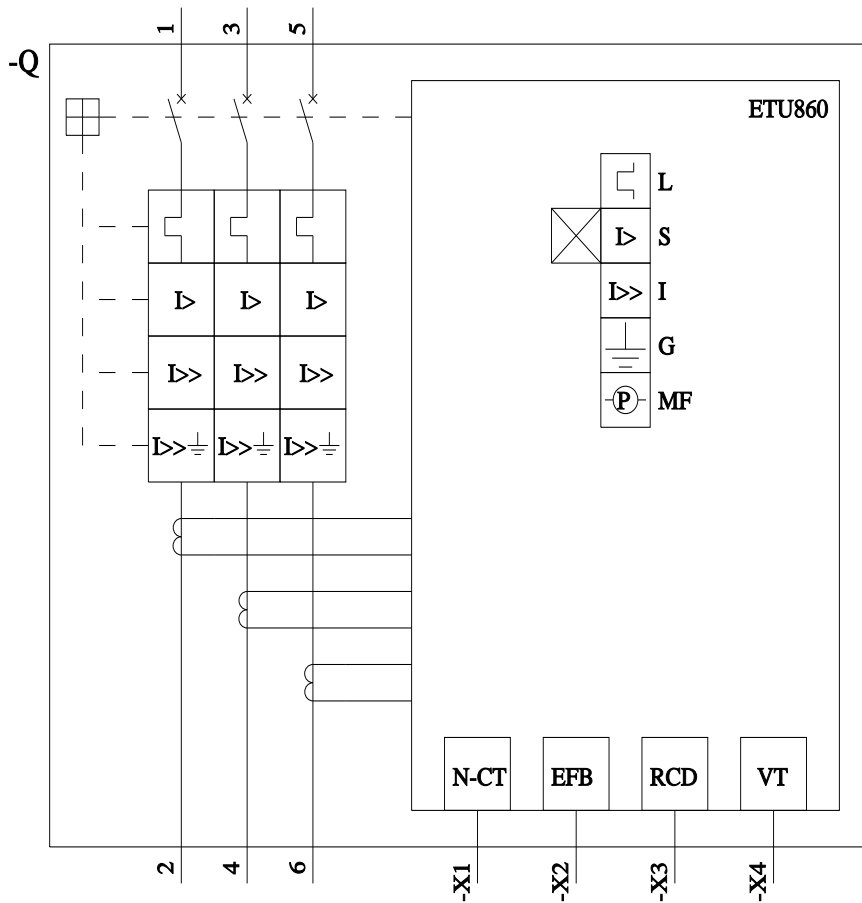 1 3 5
-Q
ETU860
L
I> S
I>> I
G
P MF
I> I> I>
I>> I>> I>>
I>> I>> I>>
N-CT EFB RCD VT
2 4 6 -X1 -X2 -X3 -X4